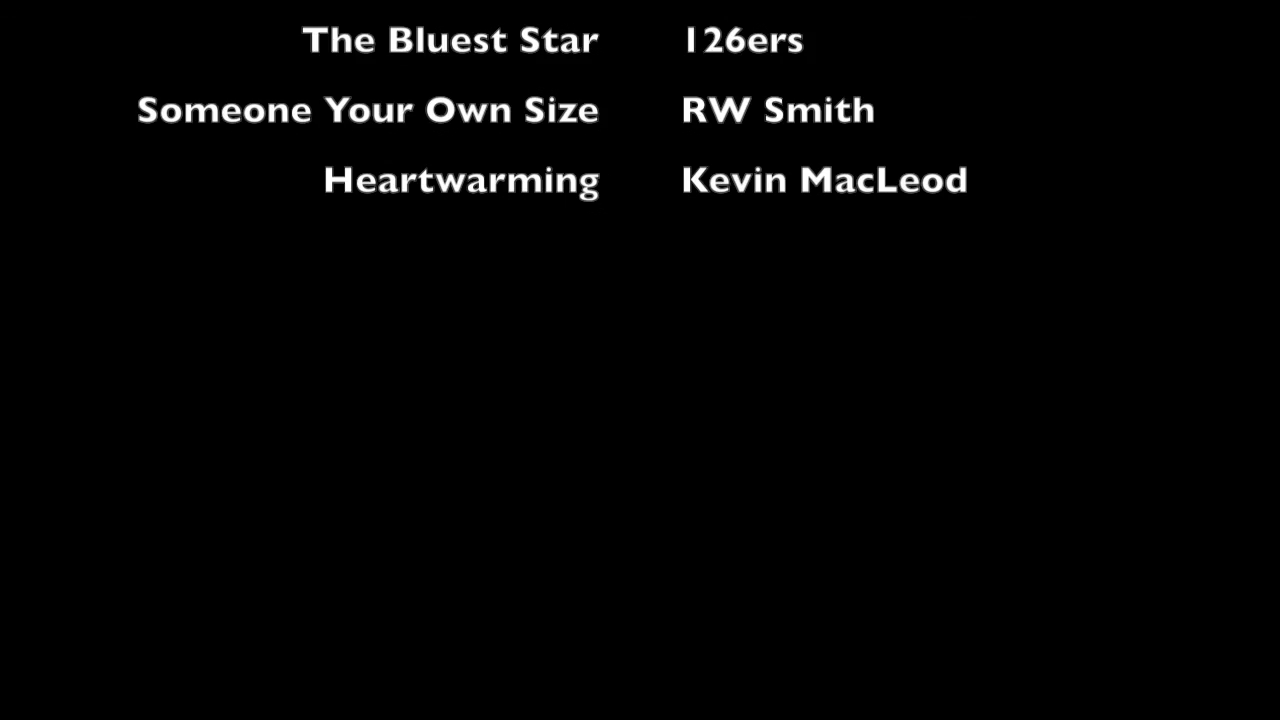 The Bluest Star 126ers
Someone Your Own Size RW Smith
Heartwarming Kevin MacLeod